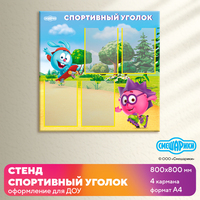 СПОРТИВНЫЙ УГОЛОК
СМЕШАРИКИ
© ООО «Смешарики»
СТЕНД
СПОРТИВНЫЙ УГОЛОК
оформление для ДОУ
800x800 мм
4 кармана
формат А4